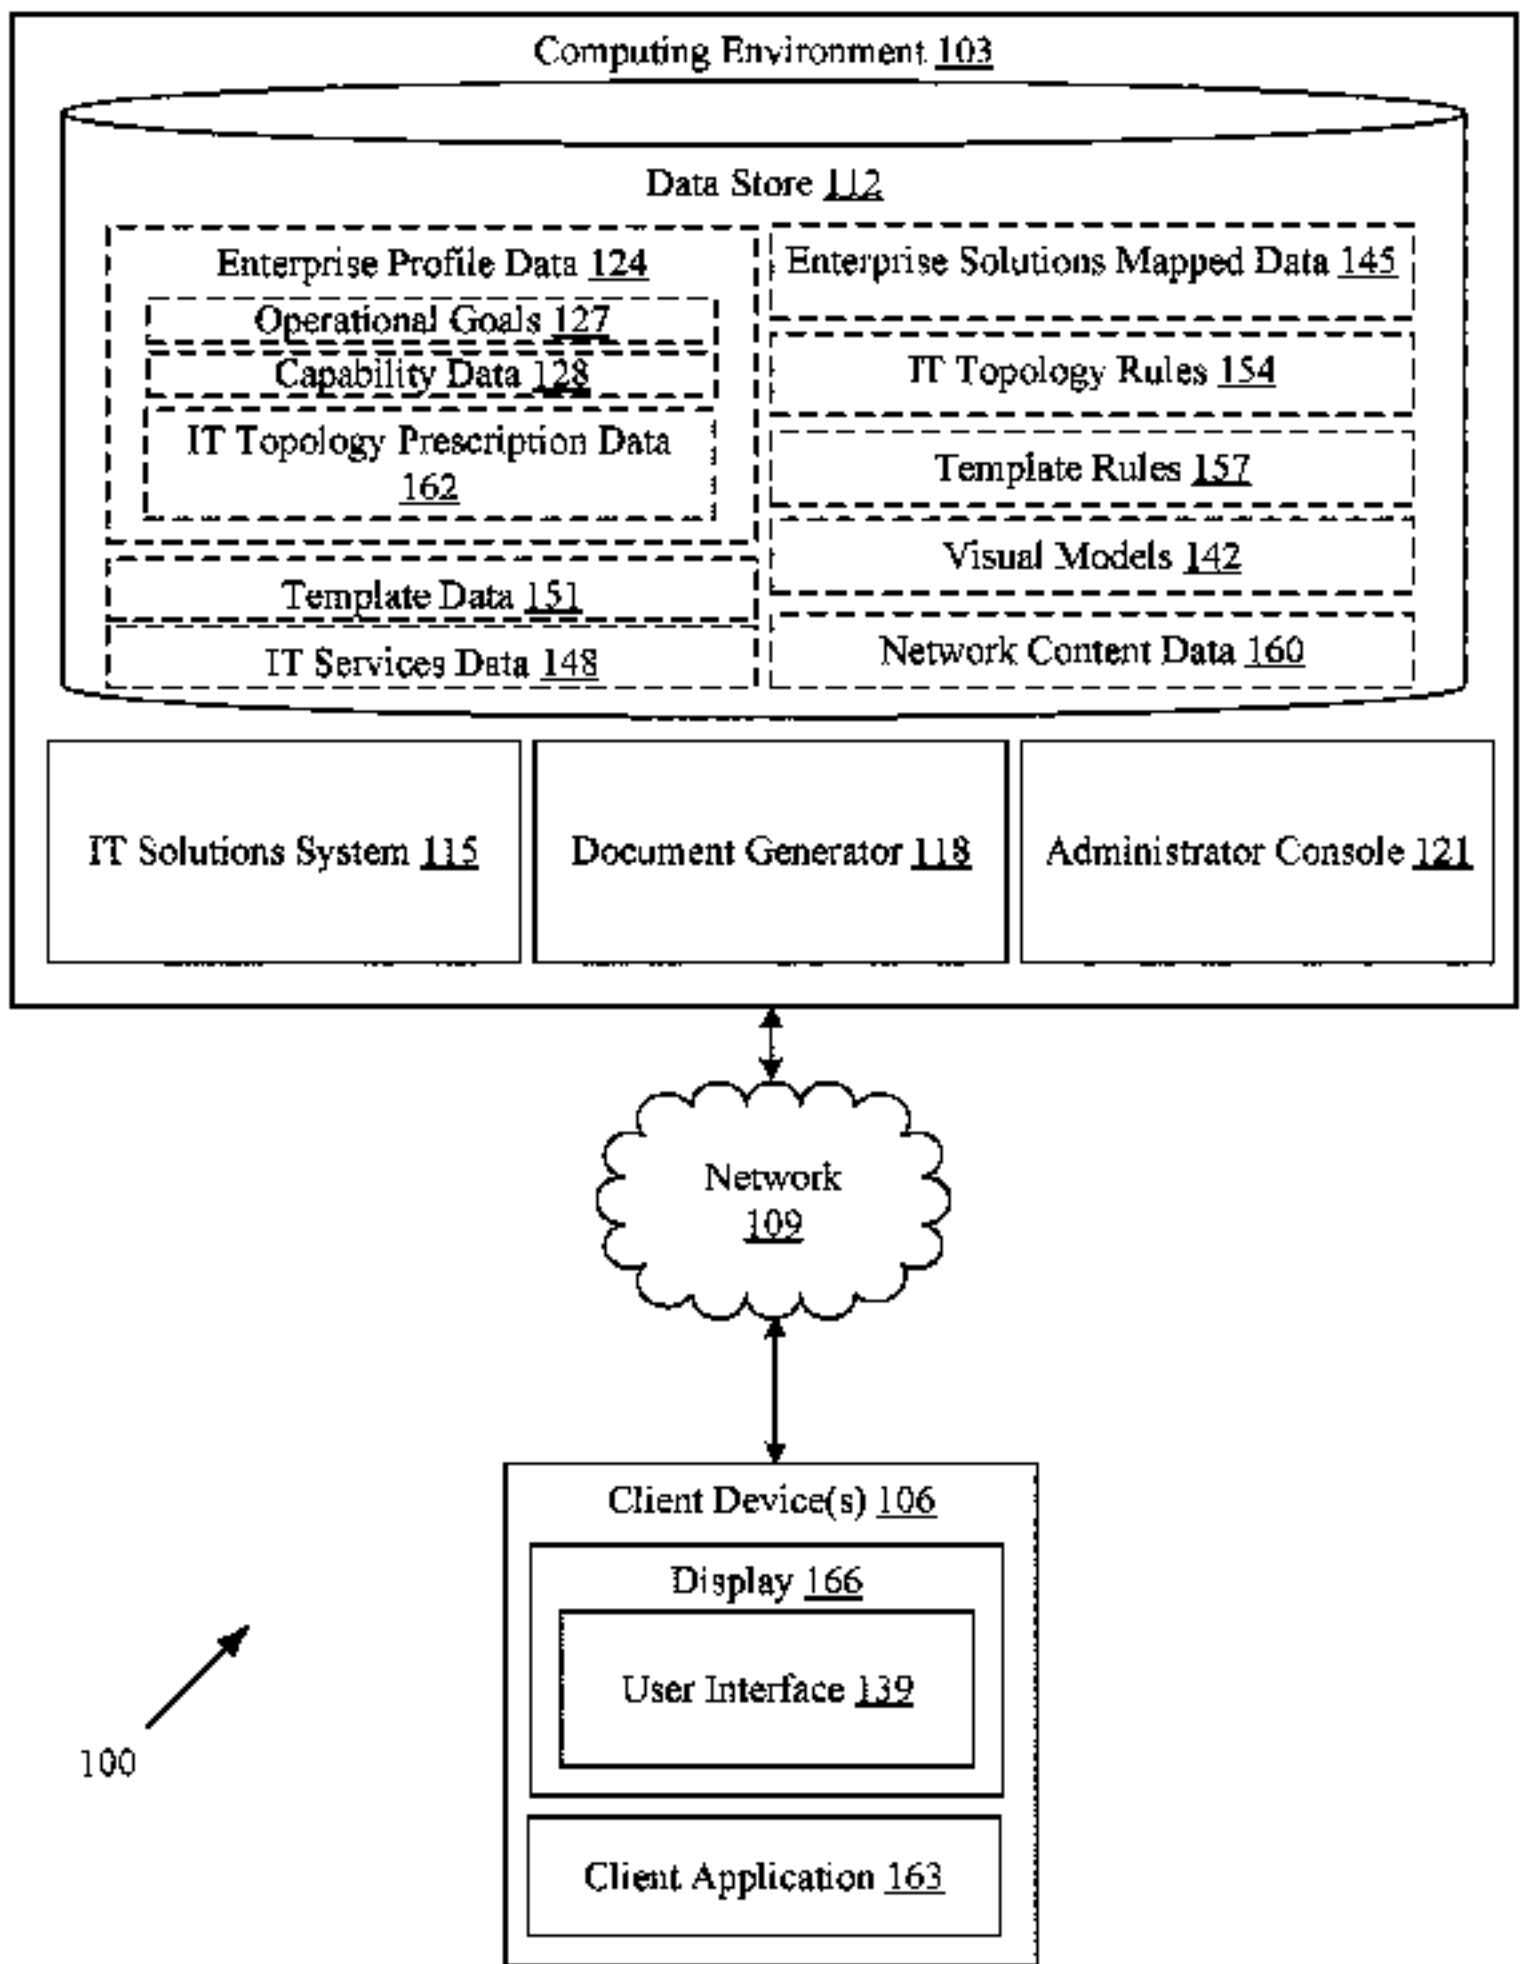 Computing Environment 103
Data Store 112
Enterprise Profile Data 124
Operational Goals 127
Capability Data 128
IT Topology Prescription Data
162
Template Data 151
IT Services Data 148
Enterprise Solutions Mapped Data 145
IT Topology Rules 154
Template Rules 157
Visual Models 142
Network Content Data 160
IT Solutions System 115
Document Generator 118
Administrator Console 121
Network
109
Client Device(s) 106
Display 166
User Interface 139
Client Application 163
100